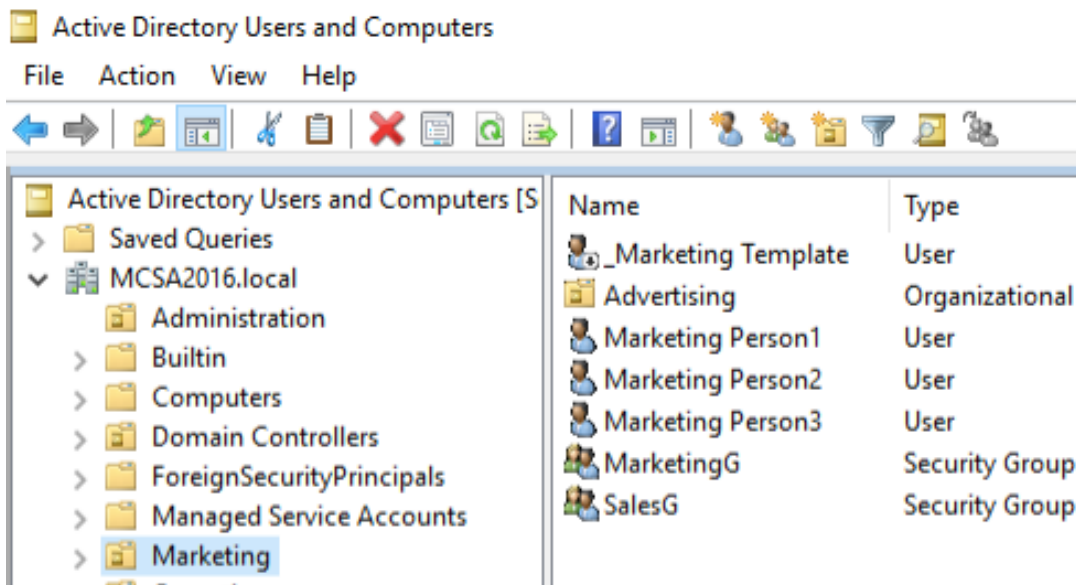 Active Directory Users and Computers
File Action View Help
Active Directory Users and Computers [S
Saved Queries
MCSA2016.local
Administration
Builtin
Computers
Domain Controllers
ForeignSecurityPrincipals
Managed Service Accounts
Marketing
Name Type
_Marketing Template User
Advertising Organizational
Marketing Person1 User
Marketing Person2 User
Marketing Person3 User
MarketingG Security Group
SalesG Security Group